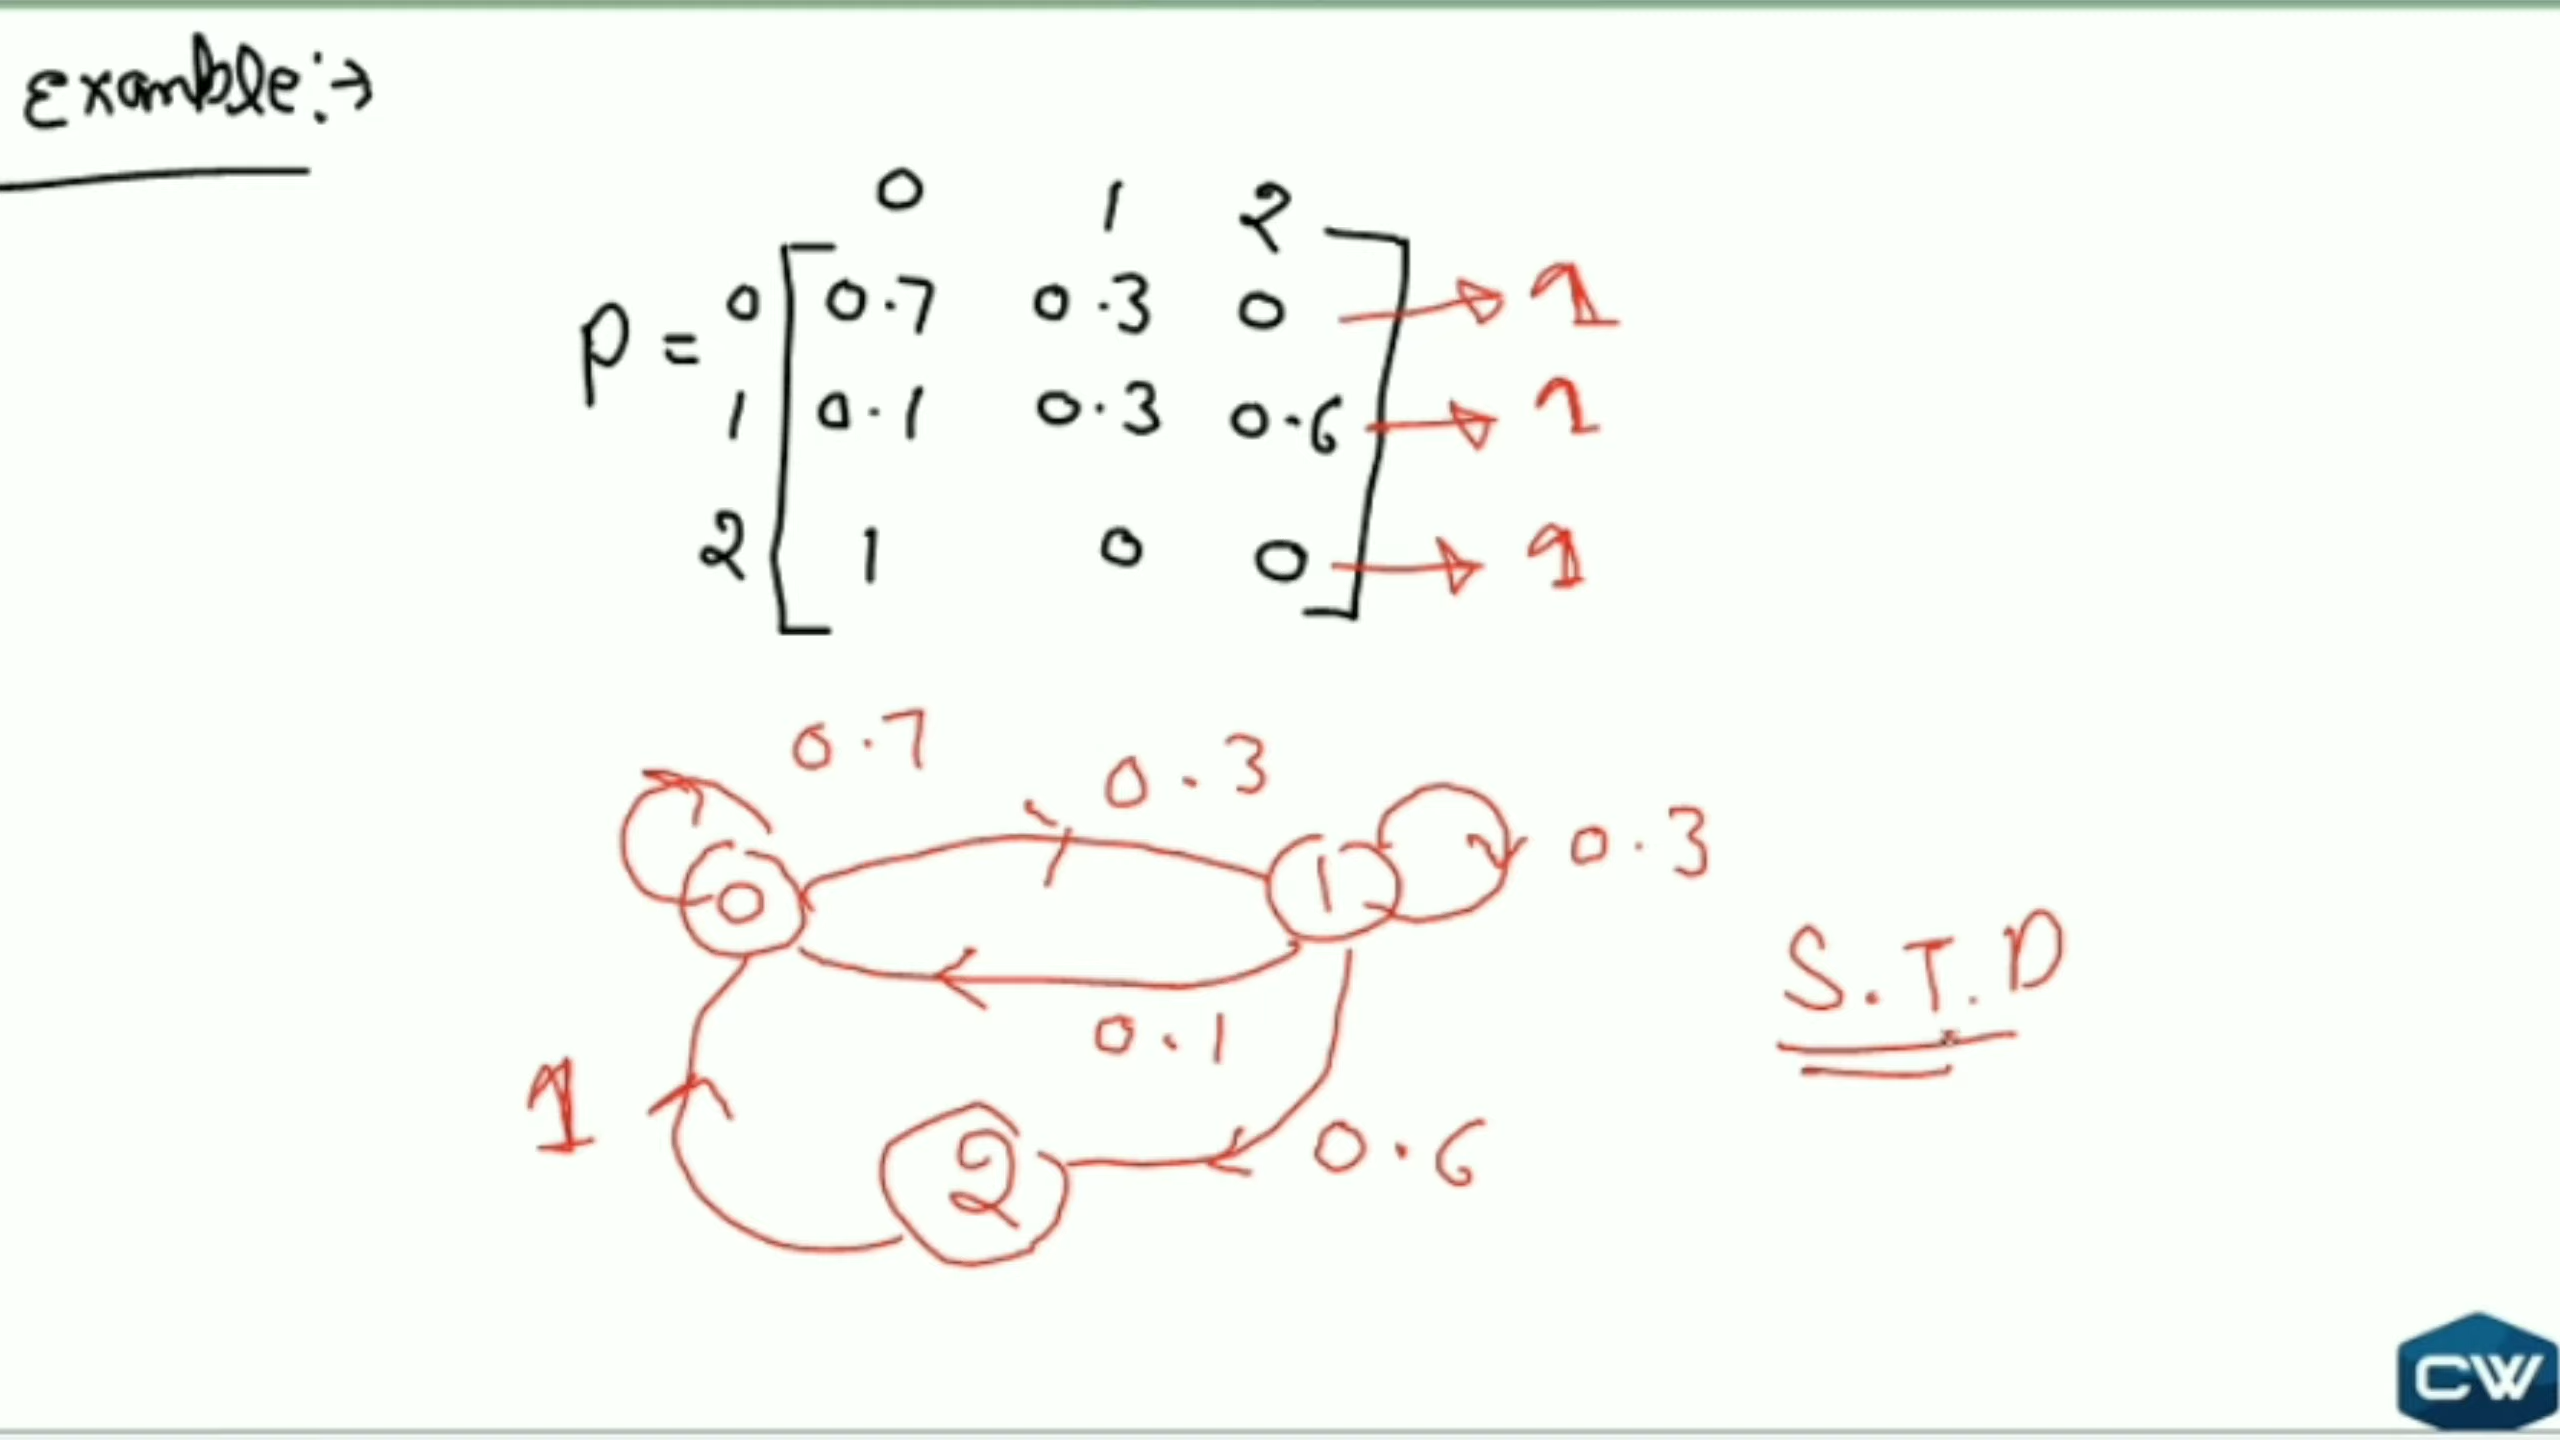 Example:→
0 1 2
P = 0 [ 0.7 0.3 0 ] → 1
1 0.1 0.3 0.6 → 1
2 1 0 0 → 1
0.7 0.3
0 1 0.3
0.1
S.T.D
1 2 0.6
CW